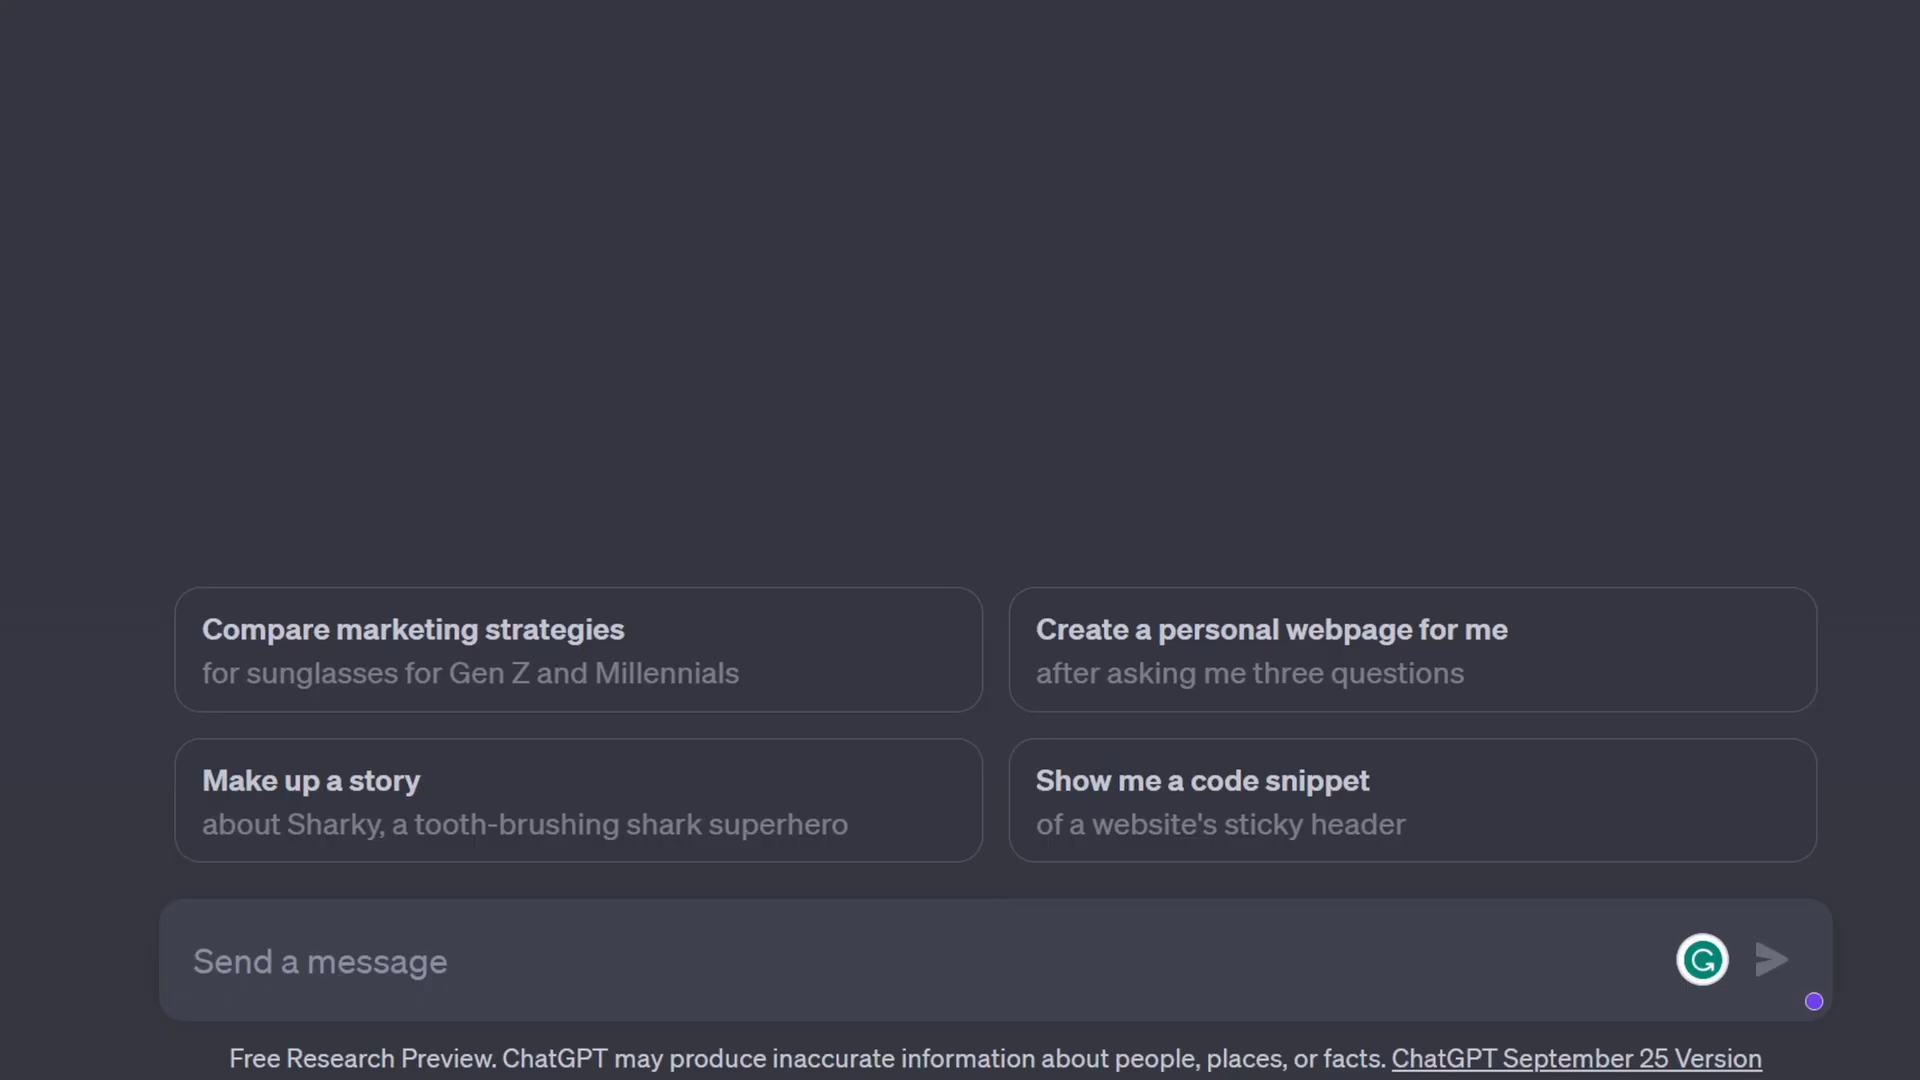 Compare marketing strategies
for sunglasses for Gen Z and Millennials
Create a personal webpage for me
after asking me three questions
Make up a story
about Sharky, a tooth-brushing shark superhero
Show me a code snippet
of a website's sticky header
Send a message
Free Research Preview. ChatGPT may produce inaccurate information about people, places, or facts. ChatGPT September 25 Version